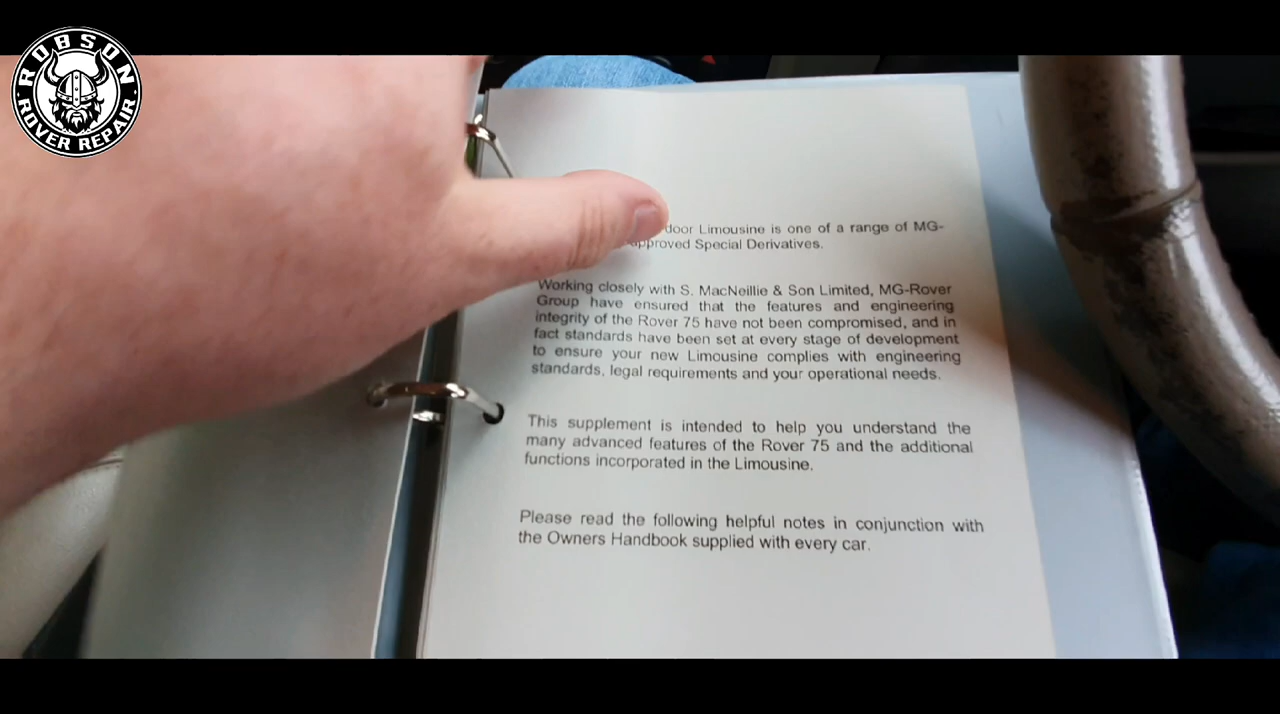 ROBSON
ROVER REPAIR
door Limousine is one of a range of MG-
approved Special Derivatives.
Working closely with S. MacNeillie & Son Limited, MG-Rover
Group have ensured that the features and engineering
integrity of the Rover 75 have not been compromised, and in
fact standards have been set at every stage of development
to ensure your new Limousine complies with engineering
standards, legal requirements and your operational needs.
This supplement is intended to help you understand the
many advanced features of the Rover 75 and the additional
functions incorporated in the Limousine.
Please read the following helpful notes in conjunction with
the Owners Handbook supplied with every car.